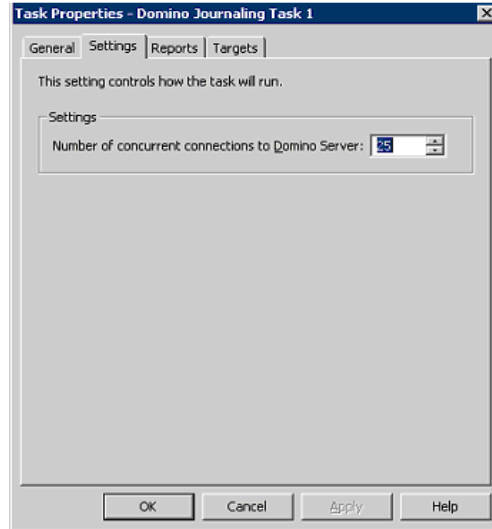 Task Properties - Domino Journaling Task 1
General Settings Reports Targets
This setting controls how the task will run.
Settings
Number of concurrent connections to Domino Server: 25
OK Cancel Apply Help